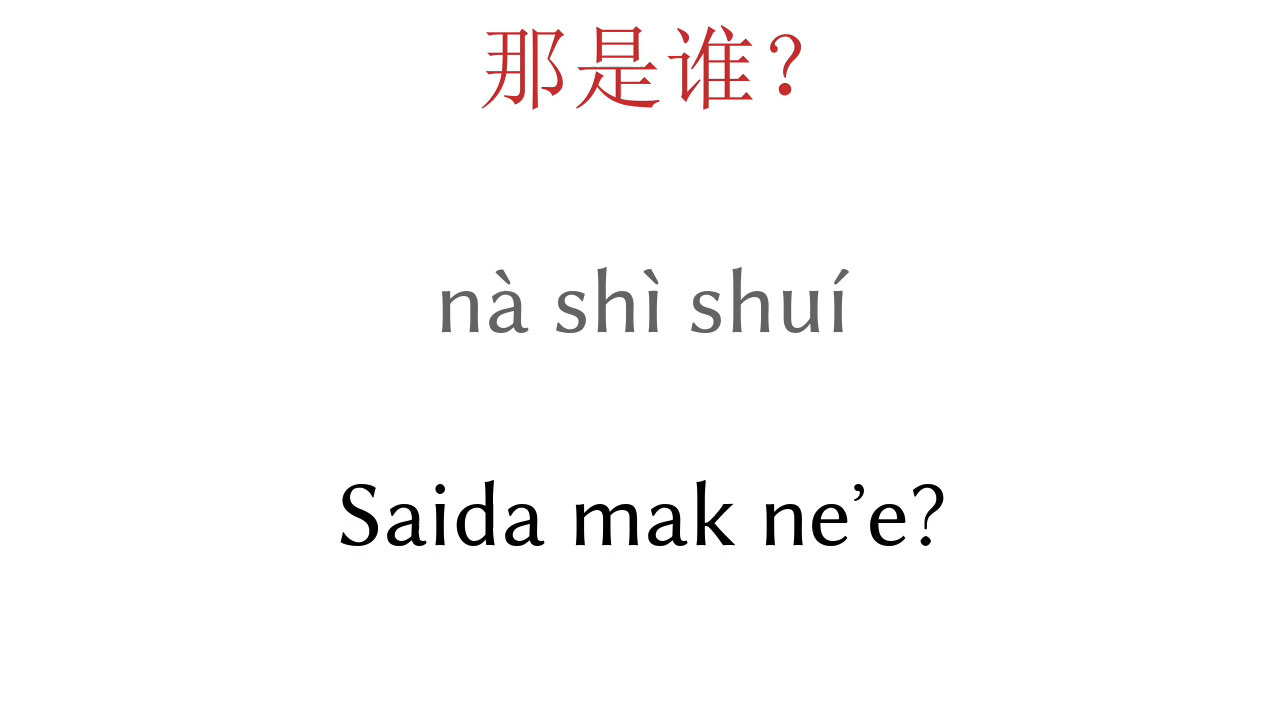 那是谁？
nà shì shuí
Saida mak ne’e?